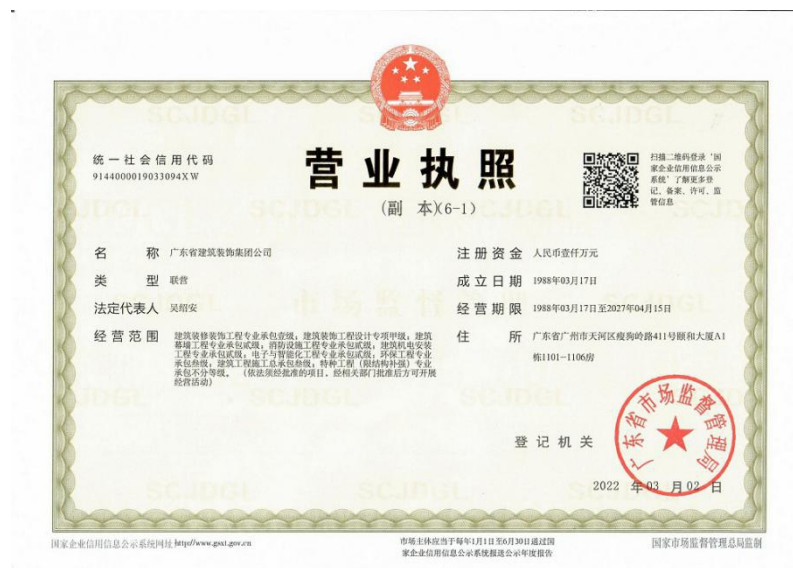 统一社会信用代码
9144000019033094XW
营业执照
(副 本)(6-1)
扫描二维码登录‘国
家企业信用信息公示
系统’了解更多登
记、备案、许可、监
管信息
名 称 广东省建筑装饰集团公司
类 型 联营
法定代表人 吴绍安
经营范围 建筑装修装饰工程专业承包壹级；建筑装饰工程设计专项甲级；建筑
幕墙工程专业承包贰级；消防设施工程专业承包贰级；建筑机电安装
工程专业承包贰级；电子与智能化工程专业承包贰级；环保工程专业
承包叁级；建筑工程施工总承包叁级；特种工程（限结构补强）专业
承包不分等级。（依法须经批准的项目，经相关部门批准后方可开展
经营活动）
注册资金 人民币壹仟万元
成立日期 1988年03月17日
经营期限 1988年03月17日至2027年04月15日
住 所 广东省广州市天河区瘦狗岭路411号颐和大厦A1
栋1101-1106房
登记机关
广东省市场监督管理局
2022 年 03 月 02 日
国家企业信用信息公示系统网址 http://www.gsxt.gov.cn
市场主体应当于每年1月1日至6月30日通过国
家企业信用信息公示系统报送公示年度报告
国家市场监督管理总局监制